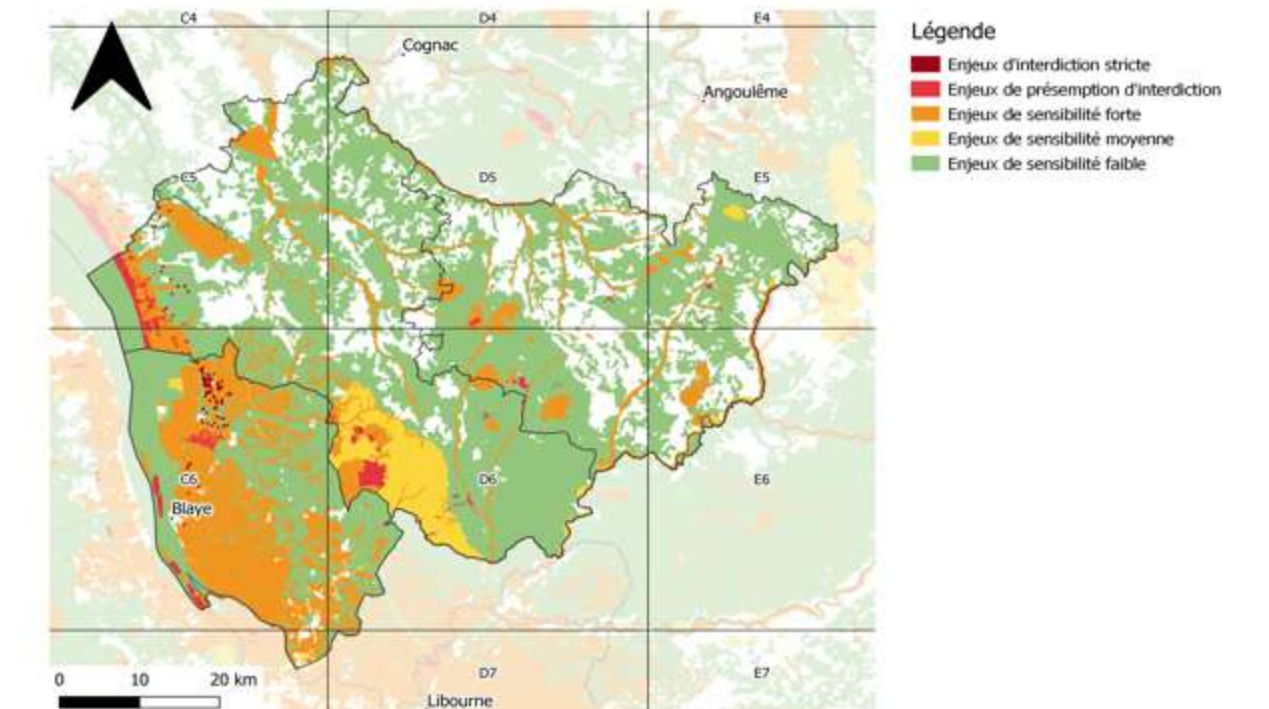 C4 D4 E4
Cognac
Angoulême
C5 D5 E5
C6 D6 E6
Blaye
D7 E7
0 10 20 km
Libourne
Légende
Enjeux d'interdiction stricte
Enjeux de présemption d'interdiction
Enjeux de sensibilité forte
Enjeux de sensibilité moyenne
Enjeux de sensibilité faible